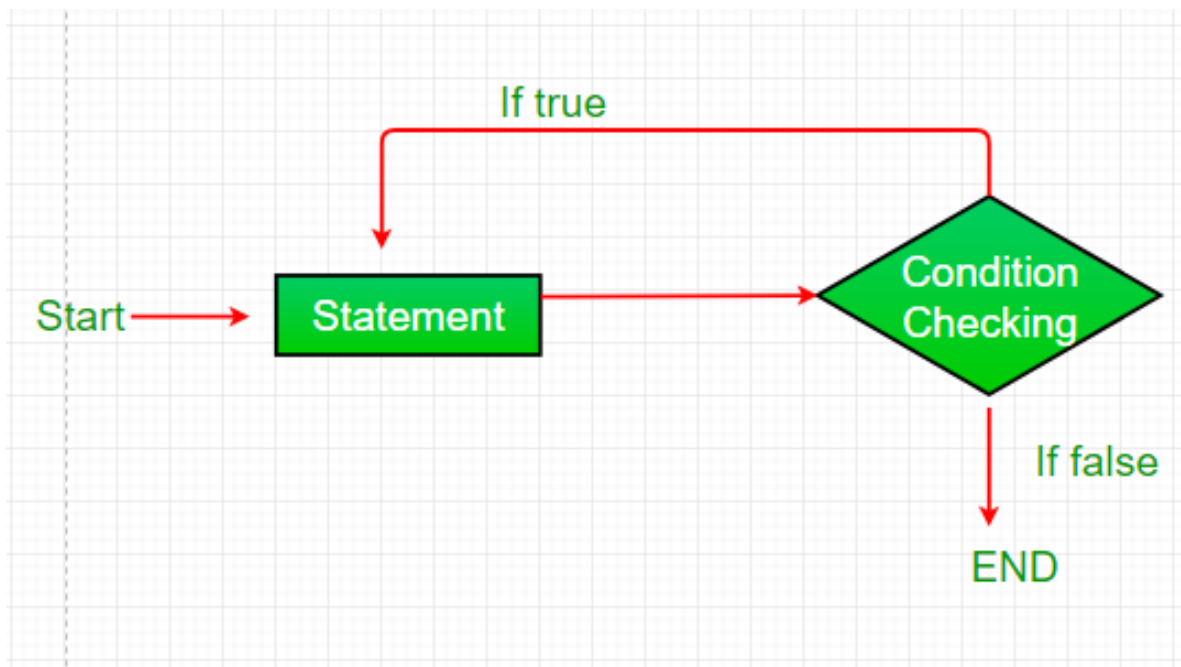 If true
Start
Statement
Condition
Checking
If false
END